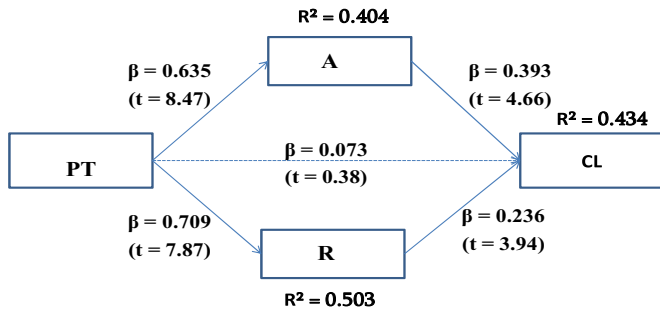 R² = 0.404
A
β = 0.635
(t = 8.47)
β = 0.393
(t = 4.66)
R² = 0.434
PT
β = 0.073
(t = 0.38)
CL
β = 0.709
(t = 7.87)
β = 0.236
(t = 3.94)
R
R² = 0.503